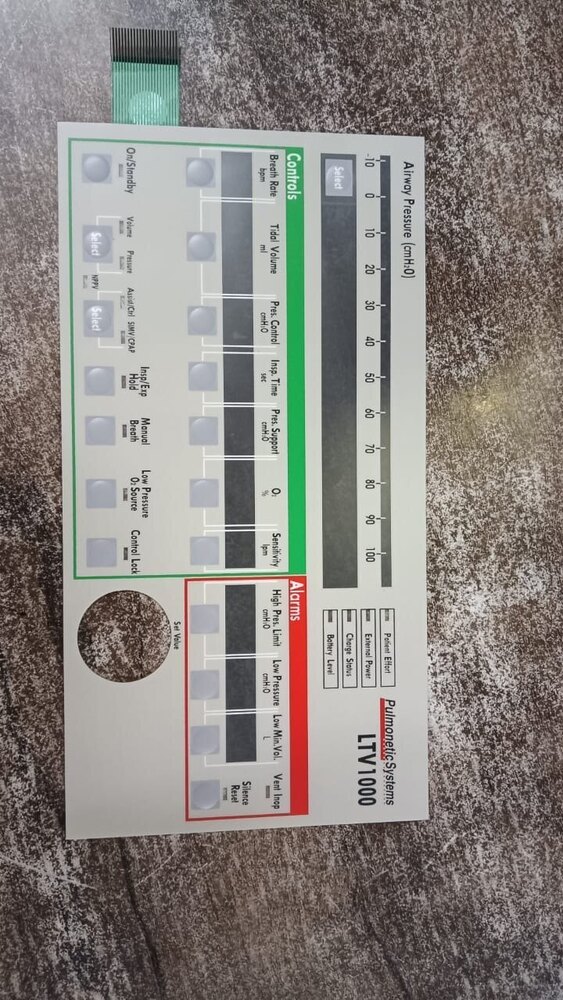 Airway Pressure (cmH₂O)
-10 0 10 20 30 40 50 60 70 80 90 100
Select
Patient Effort
External Power
Charge Status
Battery Level
Pulmonetic Systems
LTV1000
Controls
Breath Rate
bpm
Tidal Volume
ml
Pres. Control
cmH₂O
Insp. Time
sec
Pres. Support
cmH₂O
O₂
%
Sensitivity
lpm
Alarms
High Pres. Limit
cmH₂O
Low Pressure
cmH₂O
Low Min. Vol.
L
Vent Inop
Silence
Reset
On/Standby
Volume
Pressure
Select
Assist/Ctrl
SIMV/CPAP
Select
NPPV
Insp/Exp
Hold
Manual
Breath
Low Pressure
O₂ Source
Control Lock
Set Value